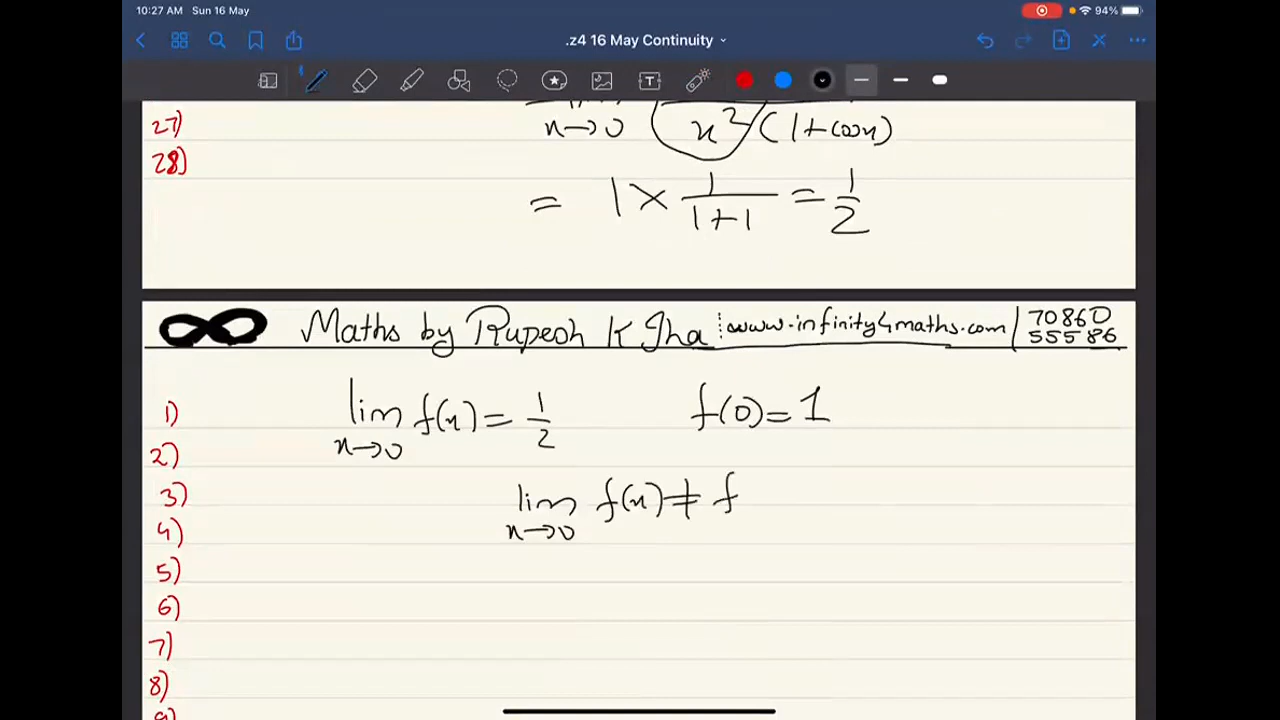 10:27 AM Sun 16 May 94%
.z4 16 May Continuity
27) x→0 x² (1+cosx)
28)
= 1 × 1/(1+1) = 1/2
∞ Maths by Rupesh K Jha www.infinity4maths.com 70860 55586
1) lim x→0 f(x) = 1/2 f(0) = 1
2)
3) lim x→0 f(x) ≠ f
4)
5)
6)
7)
8)